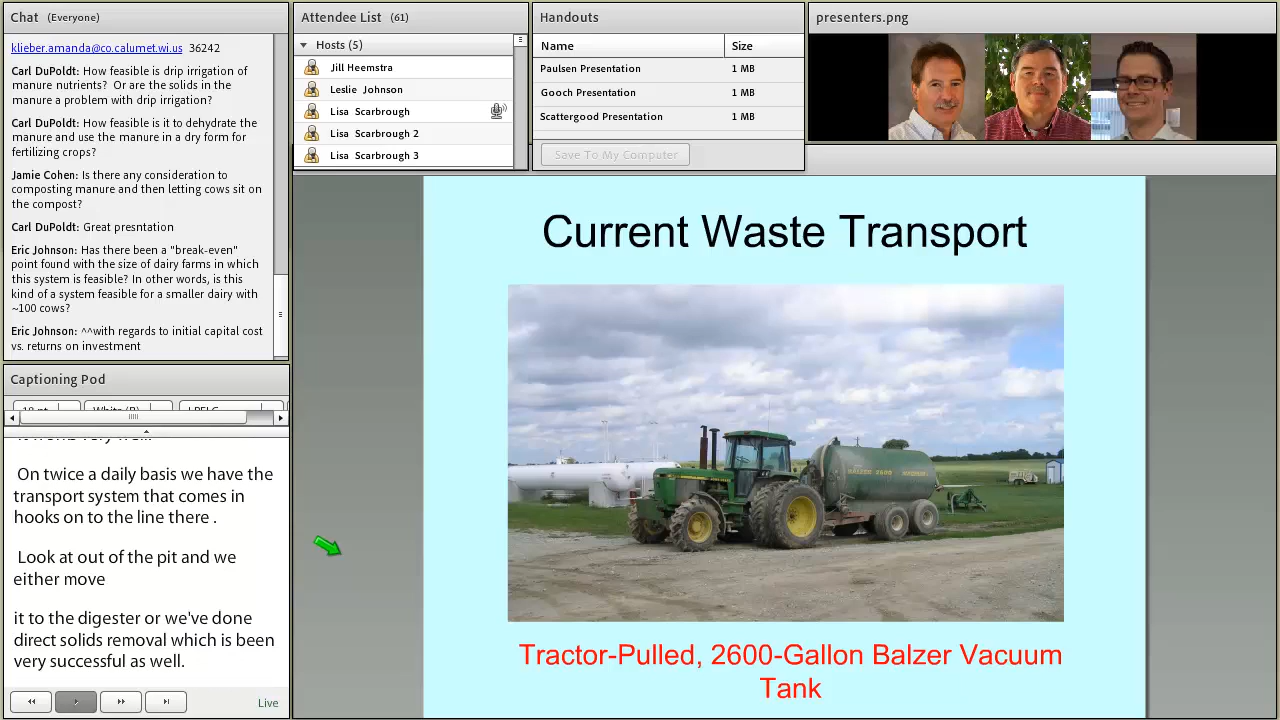 Chat (Everyone)
klieber.amanda@co.calumet.wi.us 36242
Carl DuPoldt: How feasible is drip irrigation of
manure nutrients? Or are the solids in the
manure a problem with drip irrigation?
Carl DuPoldt: How feasible is it to dehydrate the
manure and use the manure in a dry form for
fertilizing crops?
Jamie Cohen: Is there any consideration to
composting manure and then letting cows sit on
the compost?
Carl DuPoldt: Great presntation
Eric Johnson: Has there been a "break-even"
point found with the size of dairy farms in which
this system is feasible? In other words, is this
kind of a system feasible for a smaller dairy with
~100 cows?
Eric Johnson: ^^with regards to initial capital cost
vs. returns on investment
Captioning Pod
On twice a daily basis we have the
transport system that comes in
hooks on to the line there .
Look at out of the pit and we
either move
it to the digester or we've done
direct solids removal which is been
very successful as well.
Live
Attendee List (61)
Hosts (5)
Jill Heemstra
Leslie Johnson
Lisa Scarbrough
Lisa Scarbrough 2
Lisa Scarbrough 3
Handouts
Name Size
Paulsen Presentation 1 MB
Gooch Presentation 1 MB
Scattergood Presentation 1 MB
Save To My Computer
presenters.png
Current Waste Transport
Tractor-Pulled, 2600-Gallon Balzer Vacuum
Tank